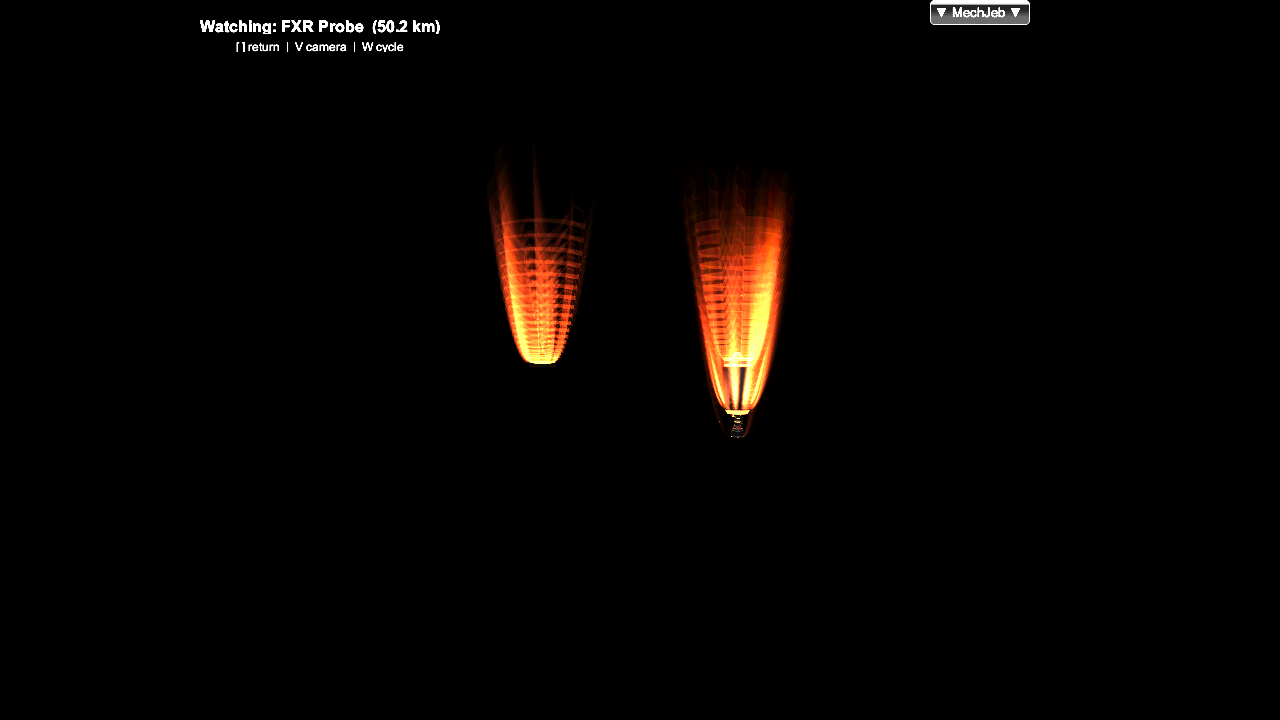 Watching: FXR Probe (50.2 km)
[ ] return | V camera | W cycle
▼ MechJeb ▼